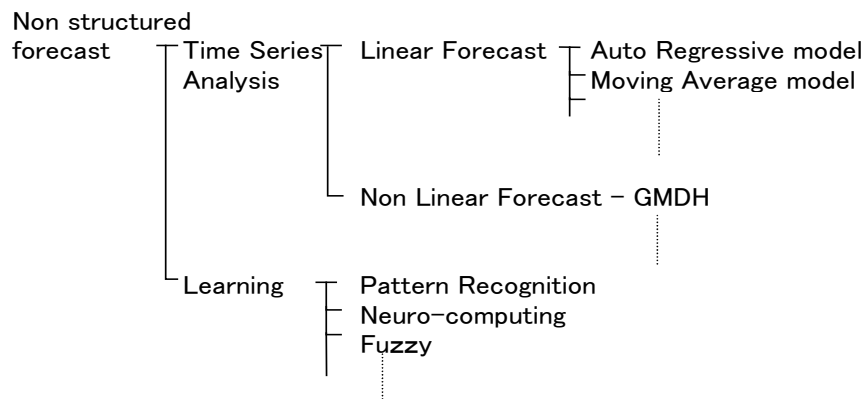 Non structured
forecast
Time Series
Analysis
Linear Forecast
Auto Regressive model
Moving Average model
Non Linear Forecast - GMDH
Learning
Pattern Recognition
Neuro-computing
Fuzzy